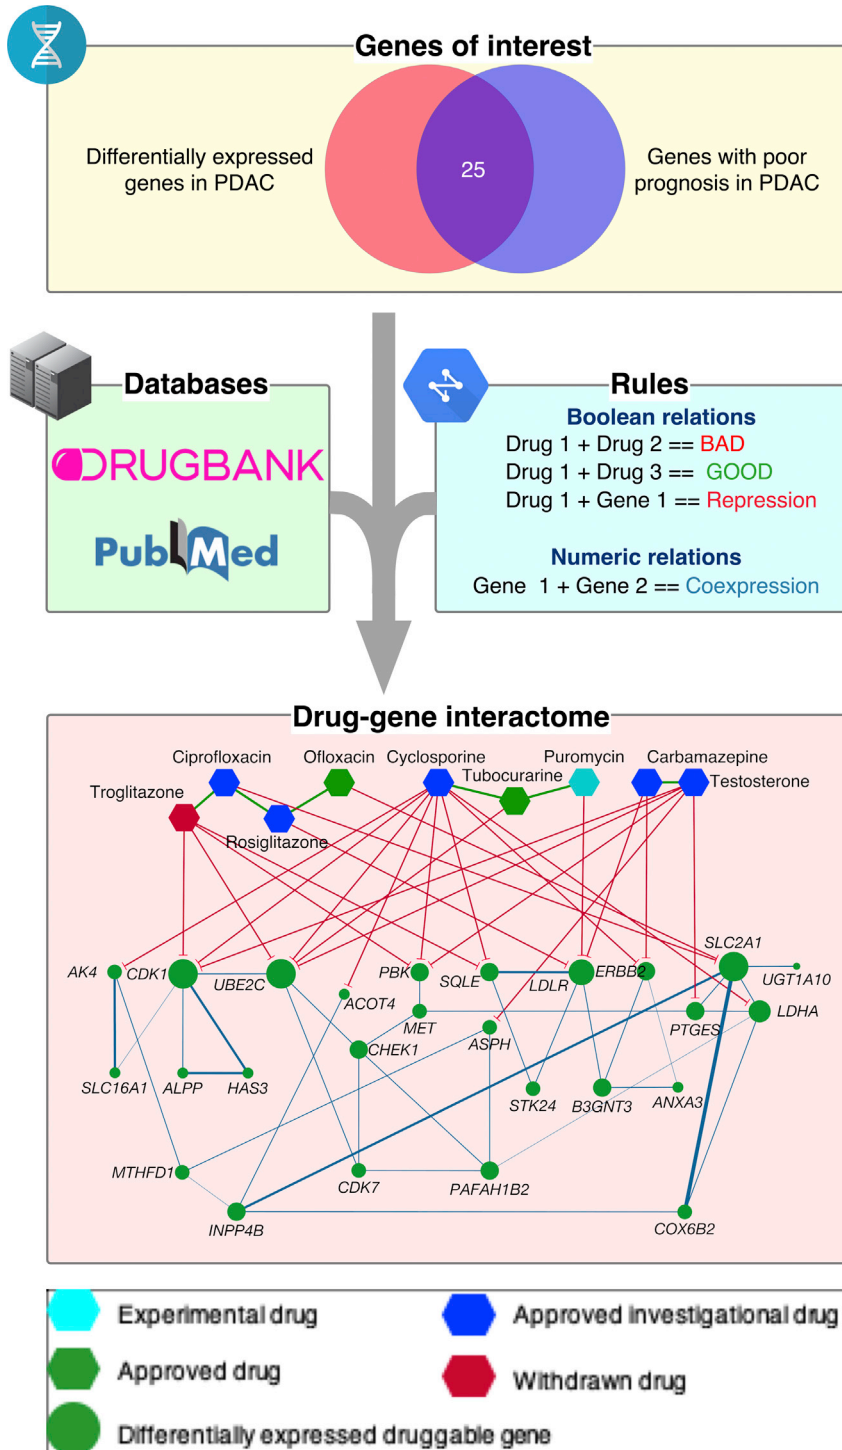 Genes of interest
Differentially expressed
genes in PDAC
25
Genes with poor
prognosis in PDAC
Databases
DRUGBANK
PubMed
Rules
Boolean relations
Drug 1 + Drug 2 == BAD
Drug 1 + Drug 3 == GOOD
Drug 1 + Gene 1 == Repression
Numeric relations
Gene 1 + Gene 2 == Coexpression
Drug-gene interactome
Ciprofloxacin
Ofloxacin
Cyclosporine
Puromycin
Carbamazepine
Tubocurarine
Testosterone
Troglitazone
Rosiglitazone
SLC2A1
AK4
CDK1
UBE2C
PBK
SQLE
LDLR
ERBB2
UGT1A10
ACOT4
MET
ASPH
PTGES
LDHA
CHEK1
SLC16A1
ALPP
HAS3
STK24
B3GNT3
ANXA3
MTHFD1
CDK7
PAFAH1B2
INPP4B
COX6B2
Experimental drug
Approved investigational drug
Approved drug
Withdrawn drug
Differentially expressed druggable gene